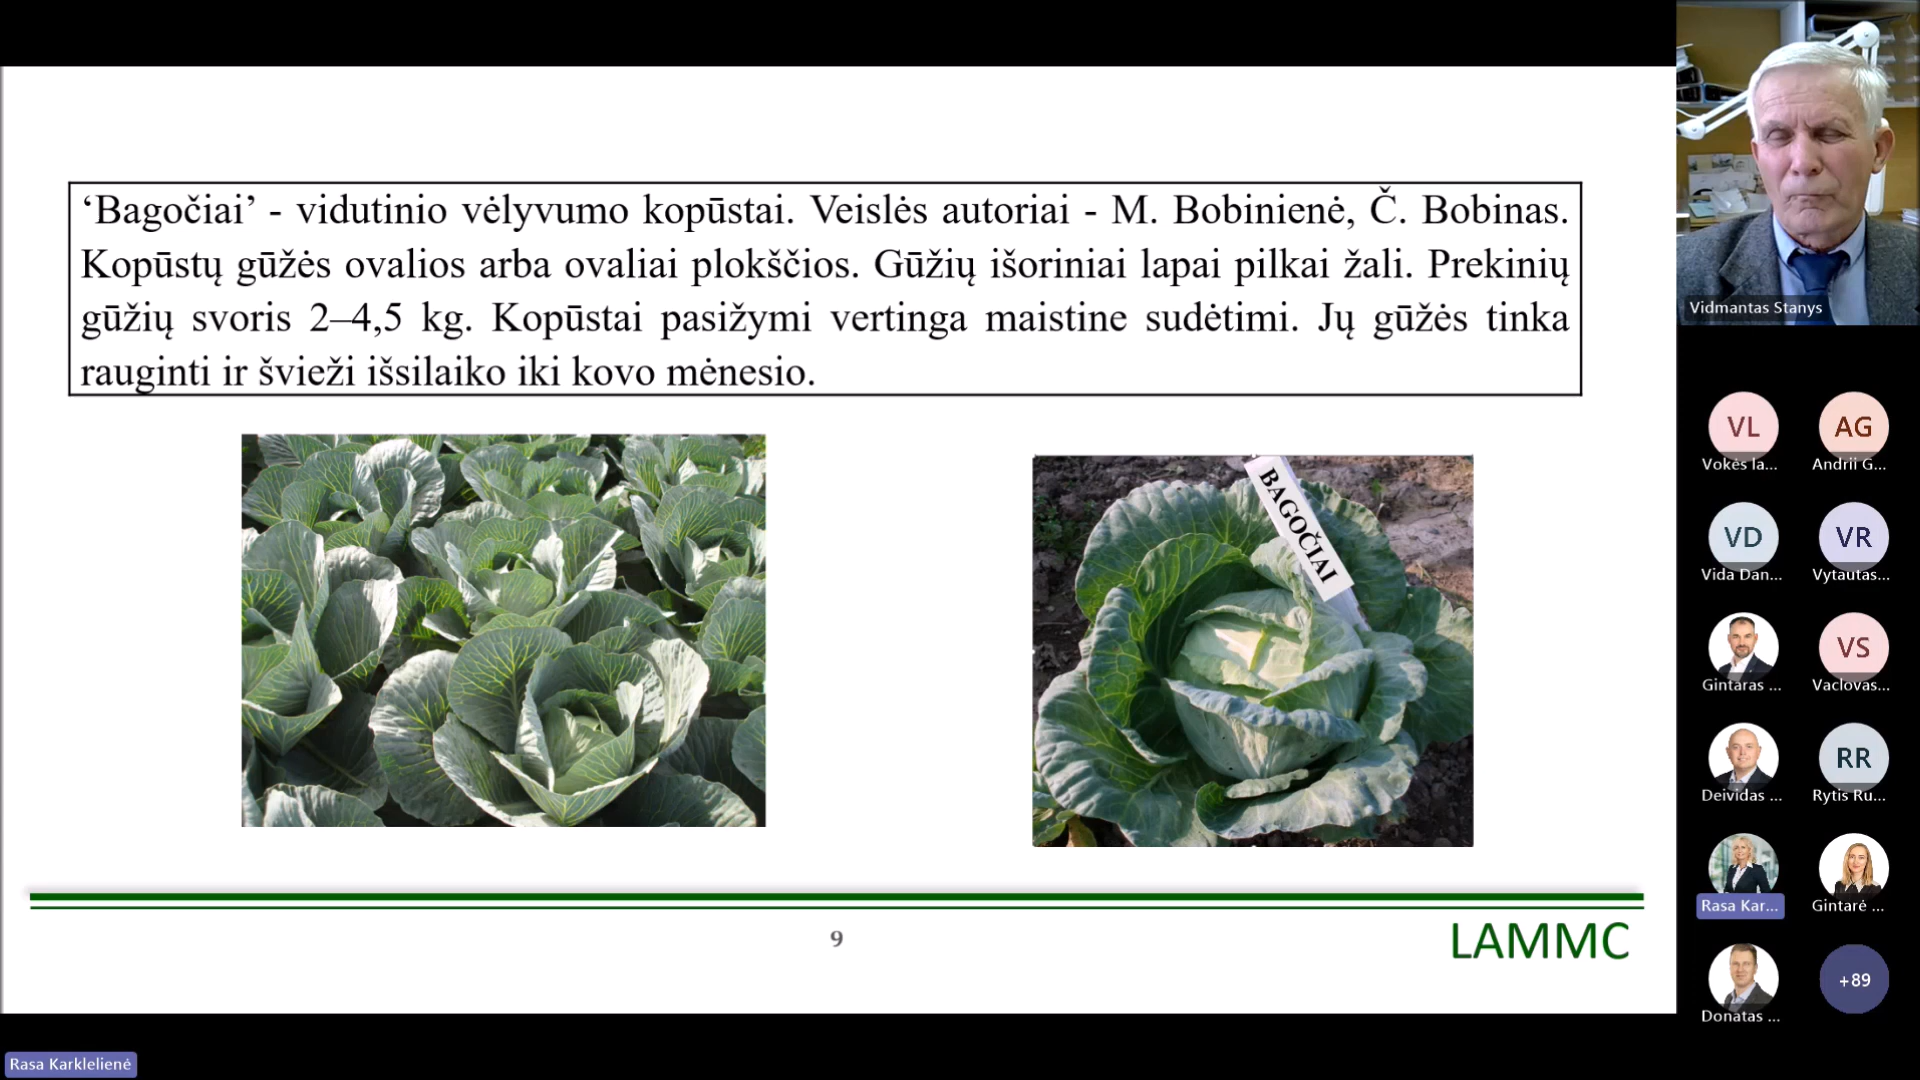 ‘Bagočiai’ - vidutinio vėlyvumo kopūstai. Veislės autoriai - M. Bobinienė, Č. Bobinas.
Kopūstų gūžės ovalios arba ovaliai plokščios. Gūžių išoriniai lapai pilkai žali. Prekinių
gūžių svoris 2–4,5 kg. Kopūstai pasižymi vertinga maistine sudėtimi. Jų gūžės tinka
rauginti ir švieži išsilaiko iki kovo mėnesio.
BAGOČIAI
9
LAMMC
Rasa Karklelienė
Vidmantas Stanys
VL
Vokės la...
AG
Andrii G...
VD
Vida Dan...
VR
Vytautas...
Gintaras ...
VS
Vaclovas...
Deividas ...
RR
Rytis Ru...
Rasa Kar...
Gintarė ...
Donatas ...
+89